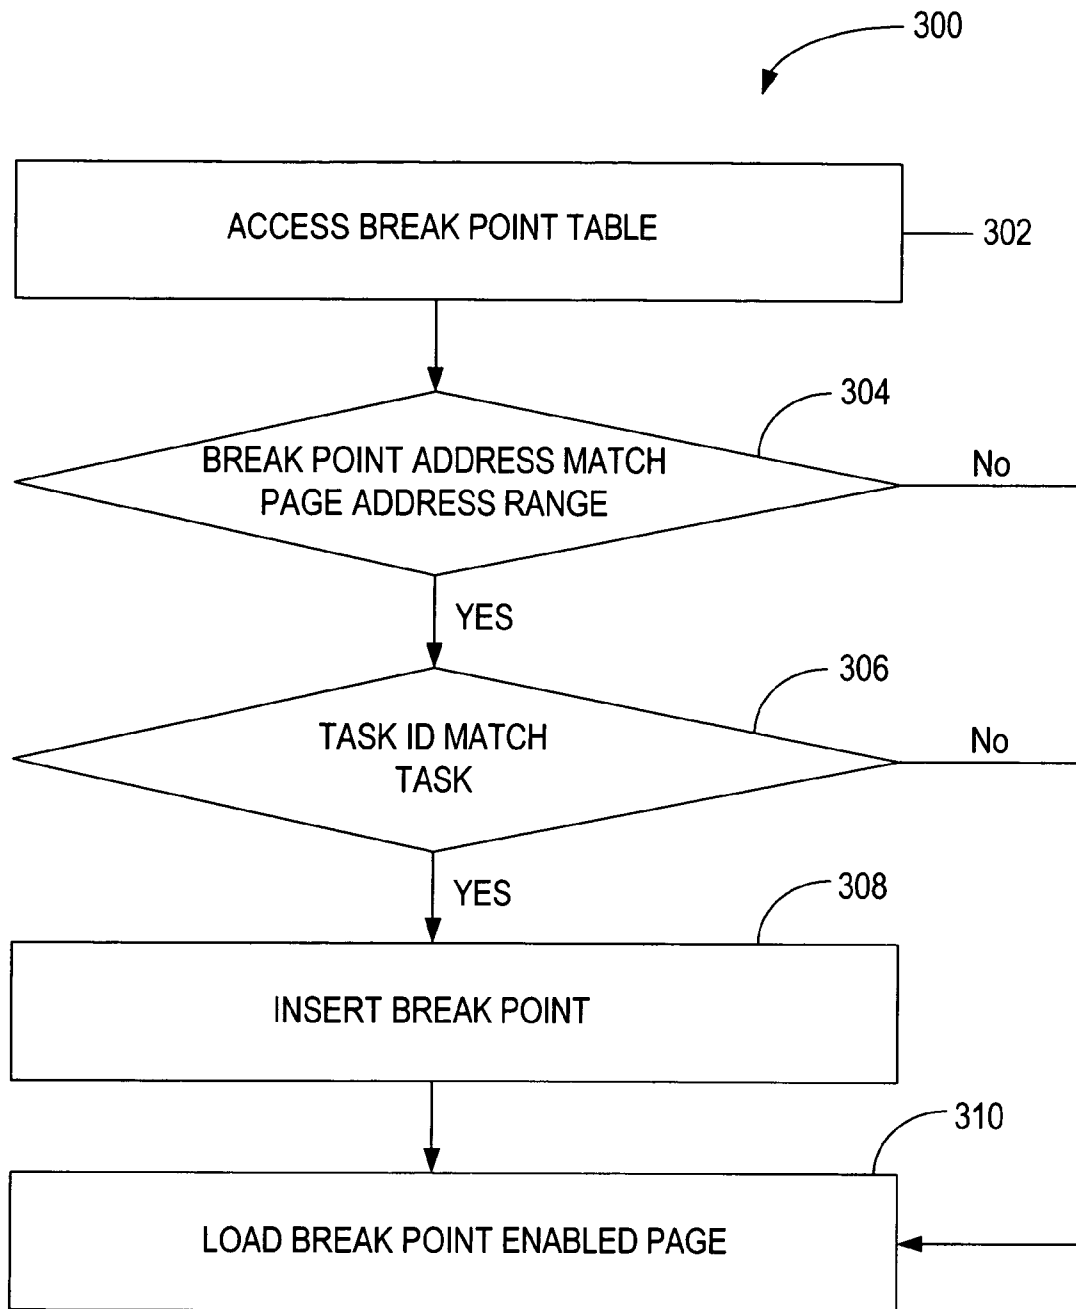 300
ACCESS BREAK POINT TABLE
302
304
BREAK POINT ADDRESS MATCH
PAGE ADDRESS RANGE
No
YES
306
TASK ID MATCH
TASK
No
YES
308
INSERT BREAK POINT
310
LOAD BREAK POINT ENABLED PAGE